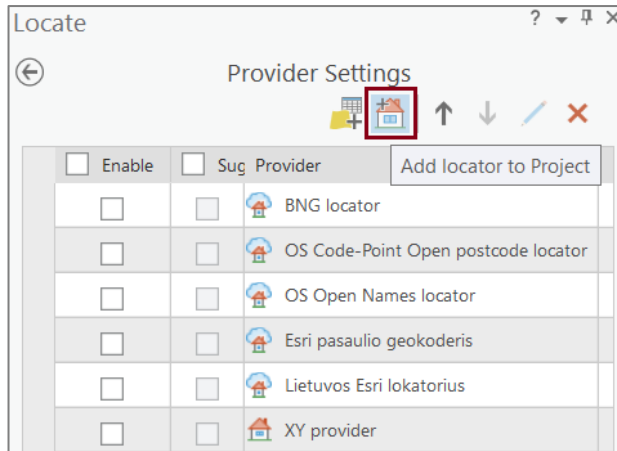 Locate
?
Provider Settings
Enable Sug Provider
Add locator to Project
BNG locator
OS Code-Point Open postcode locator
OS Open Names locator
Esri pasaulio geokoderis
Lietuvos Esri lokatorius
XY provider